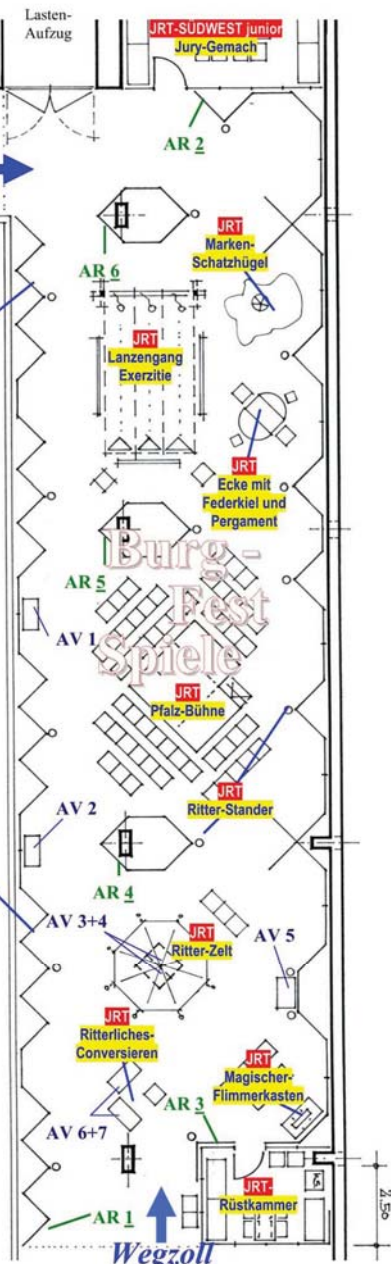 Lasten-
Aufzug
JRT-SÜDWEST junior
Jury-Gemach
AR 2
AR 6
JRT
Marken-
Schatzhügel
JRT
Lanzengang
Exerzitie
JRT
Ecke mit
Federkiel und
Pergament
AR 5
Burg -
Fest
Spiele
AV 1
JRT
Pfalz-Bühne
JRT
Ritter-Stander
AV 2
AR 4
AV 3+4
JRT
Ritter-Zelt
AV 5
JRT
Ritterliches-
Conversieren
JRT
Magischer-
Flimmerkasten
AV 6+7
AR 3
JRT-
Rüstkammer
AR 1
Wegzoll
2,50